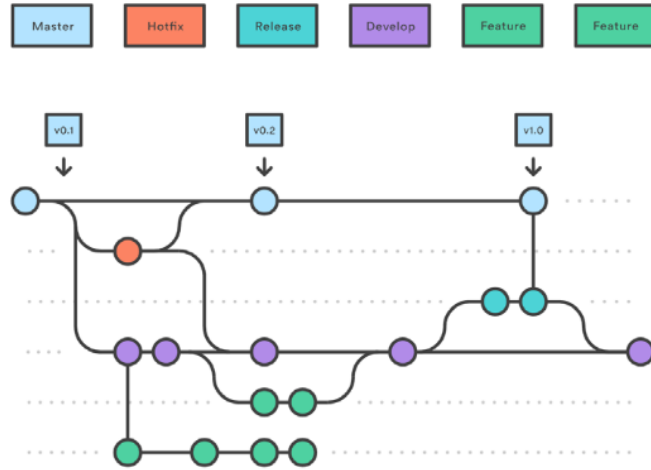 Master
Hotfix
Release
Develop
Feature
Feature
v0.1
v0.2
v1.0